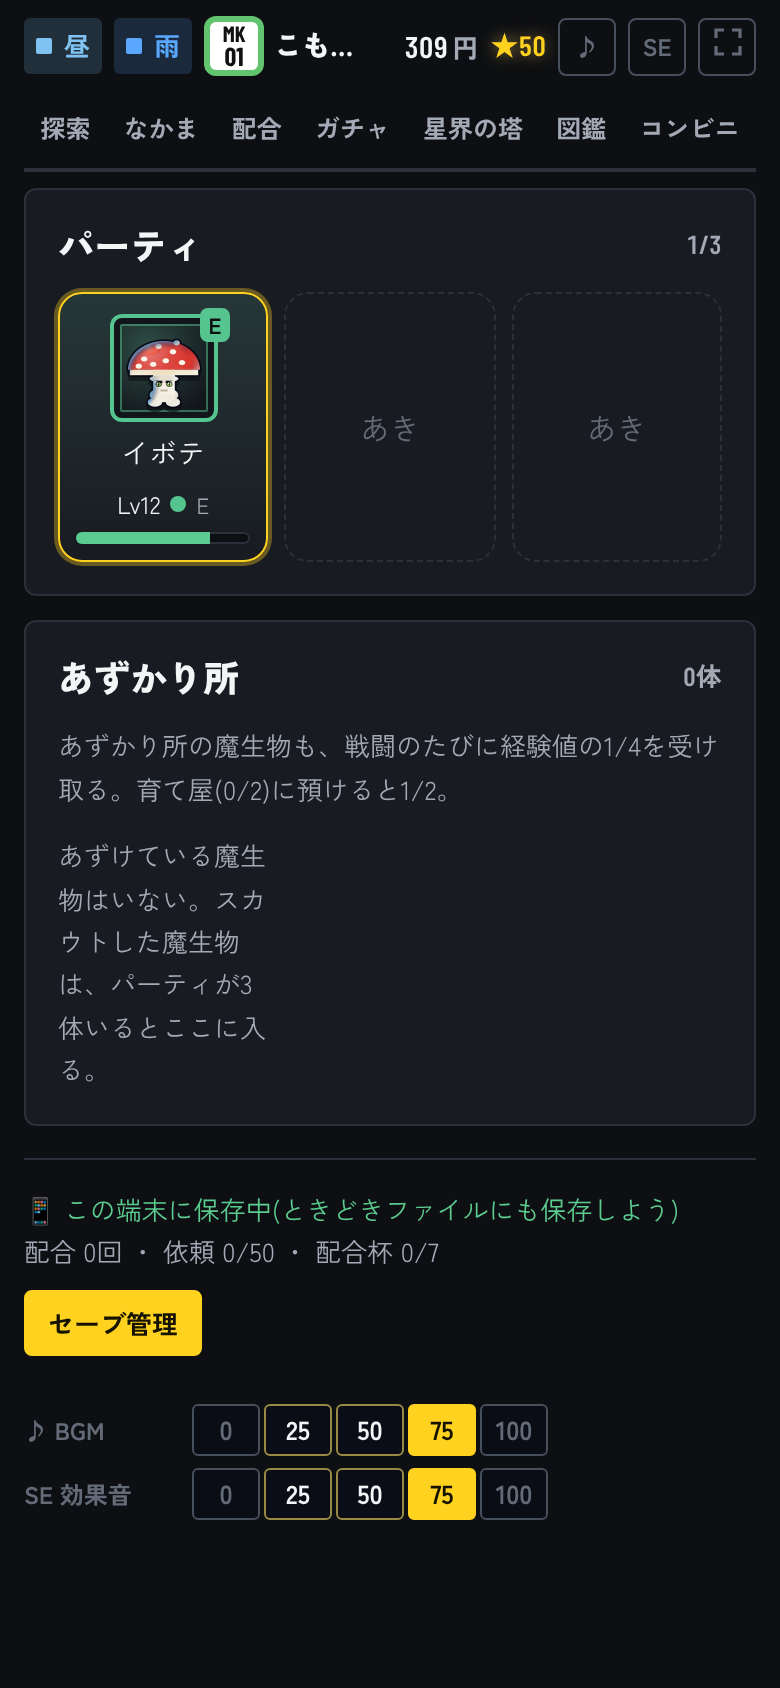 昼 雨 MK 01 こも... 309 円 ★50 ♪ SE
探索 なかま 配合 ガチャ 星界の塔 図鑑 コンビニ
パーティ 1/3
E
イボテ あき あき
Lv12 E
あずかり所 0体
あずかり所の魔生物も、戦闘のたびに経験値の1/4を受け
取る。育て屋(0/2)に預けると1/2。
あずけている魔生
物はいない。スカ
ウトした魔生物
は、パーティが3
体いるとここに入
る。
📱 この端末に保存中(ときどきファイルにも保存しよう)
配合 0回 ・ 依頼 0/50 ・ 配合杯 0/7
セーブ管理
♪ BGM 0 25 50 75 100
SE 効果音 0 25 50 75 100